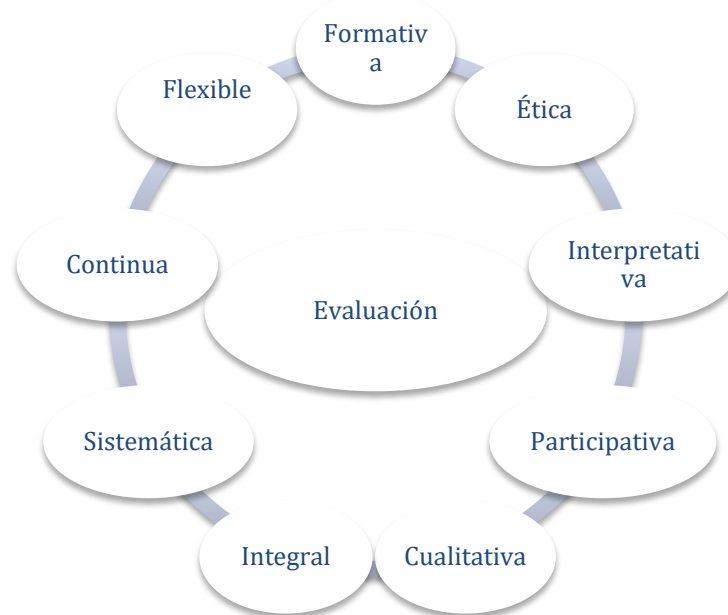 Formativ
a
Flexible
Ética
Continua
Interpretati
va
Evaluación
Sistemática
Participativa
Integral
Cualitativa